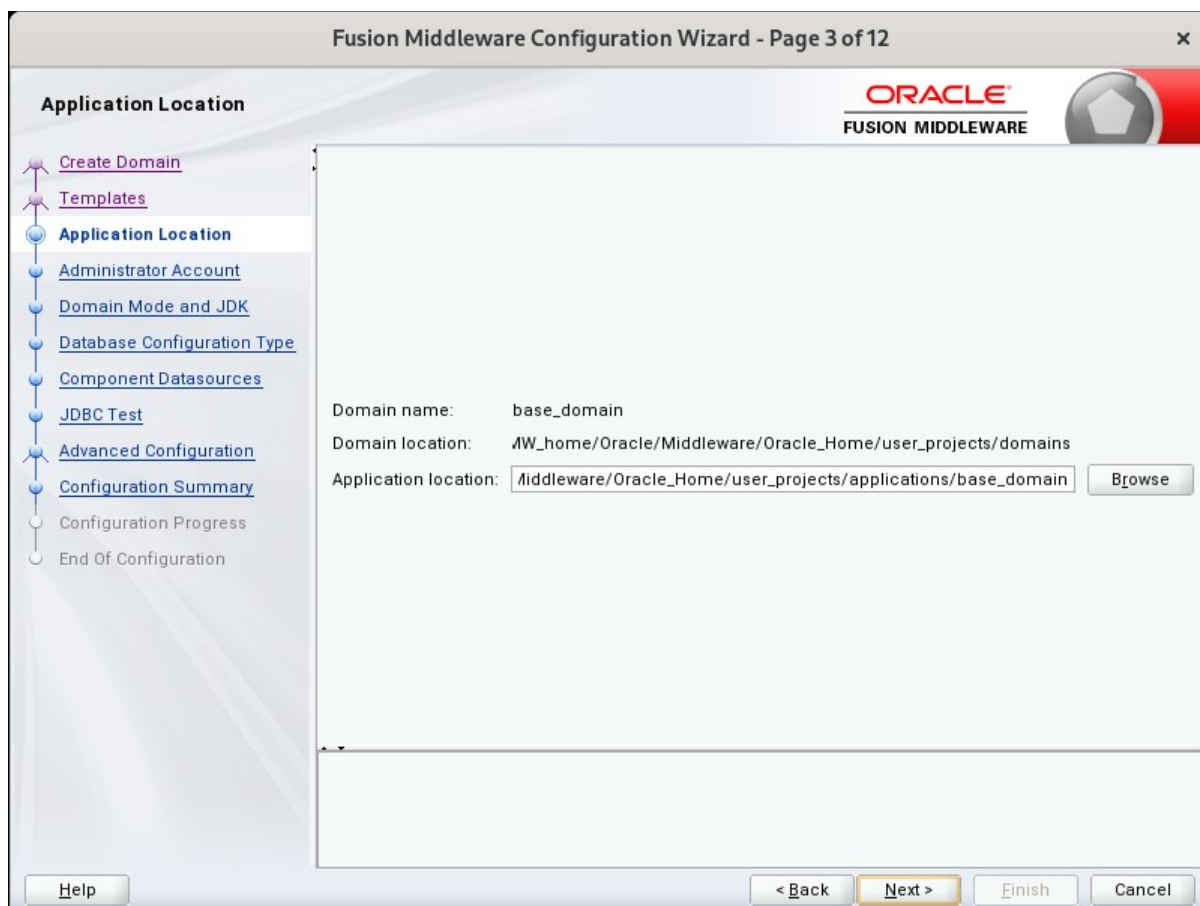 Fusion Middleware Configuration Wizard - Page 3 of 12
Application Location
ORACLE
FUSION MIDDLEWARE
Create Domain
Templates
Application Location
Administrator Account
Domain Mode and JDK
Database Configuration Type
Component Datasources
JDBC Test
Advanced Configuration
Configuration Summary
Configuration Progress
End Of Configuration
Domain name: base_domain
Domain location: /Oracle/Middleware/Oracle_Home/user_projects/domains
Application location: /Oracle_Home/user_projects/applications/base_domain Browse
Help < Back Next > Finish Cancel